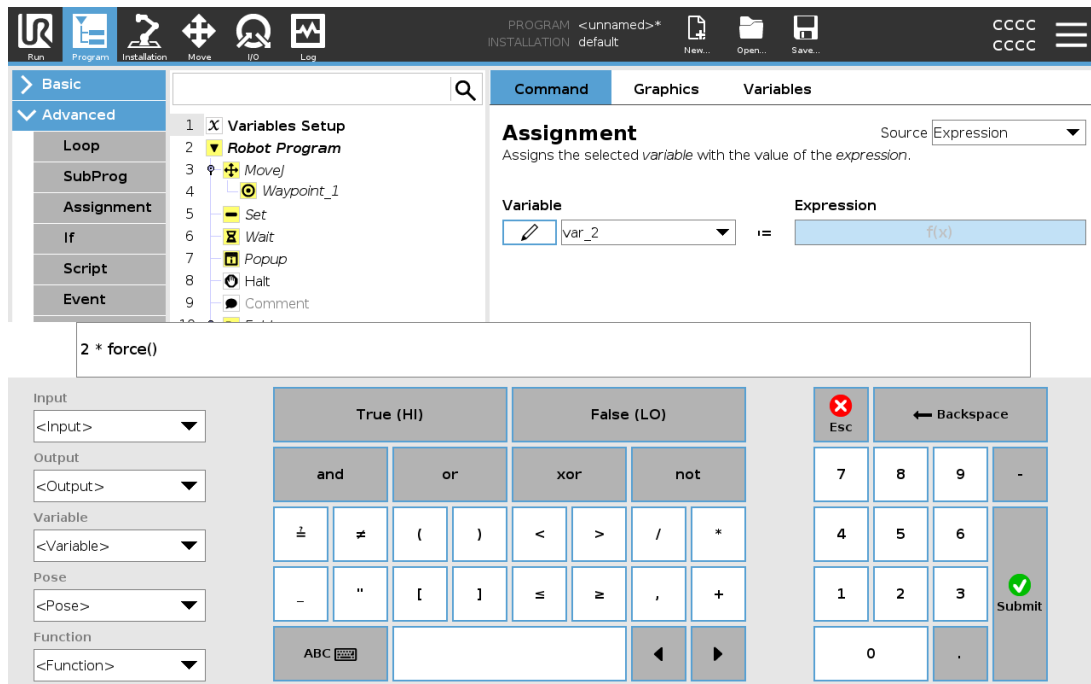 PROGRAM <unnamed>*
INSTALLATION default
Run
Program
Installation
Move
I/O
Log
New...
Open...
Save...
CCCC
CCCC
Basic
Advanced
Loop
SubProg
Assignment
If
Script
Event
1 X Variables Setup
2 Robot Program
3 MoveJ
4 Waypoint_1
5 Set
6 Wait
7 Popup
8 Halt
9 Comment
Command
Graphics
Variables
Assignment
Source Expression
Assigns the selected variable with the value of the expression.
Variable
Expression
var_2
:=
f(x)
2 * force()
Input
<Input>
Output
<Output>
Variable
<Variable>
Pose
<Pose>
Function
<Function>
True (HI)
False (LO)
Esc
Backspace
and
or
xor
not
7
8
9
-
≟
≠
(
)
<
>
/
*
4
5
6
_
"
[
]
≤
≥
,
+
1
2
3
Submit
ABC
0
.